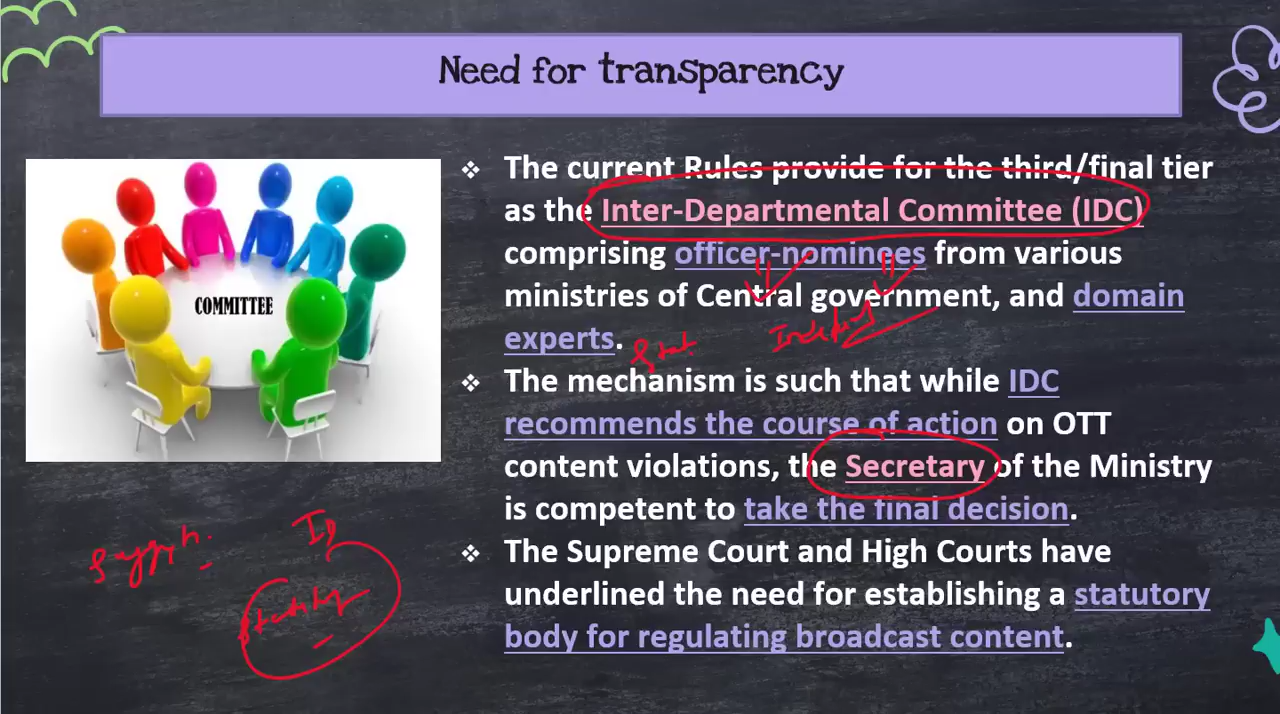 Need for transparency
COMMITTEE
❖ The current Rules provide for the third/final tier
as the Inter-Departmental Committee (IDC)
comprising officer-nominees from various
ministries of Central government, and domain
experts.
❖ The mechanism is such that while IDC
recommends the course of action on OTT
content violations, the Secretary of the Ministry
is competent to take the final decision.
❖ The Supreme Court and High Courts have
underlined the need for establishing a statutory
body for regulating broadcast content.